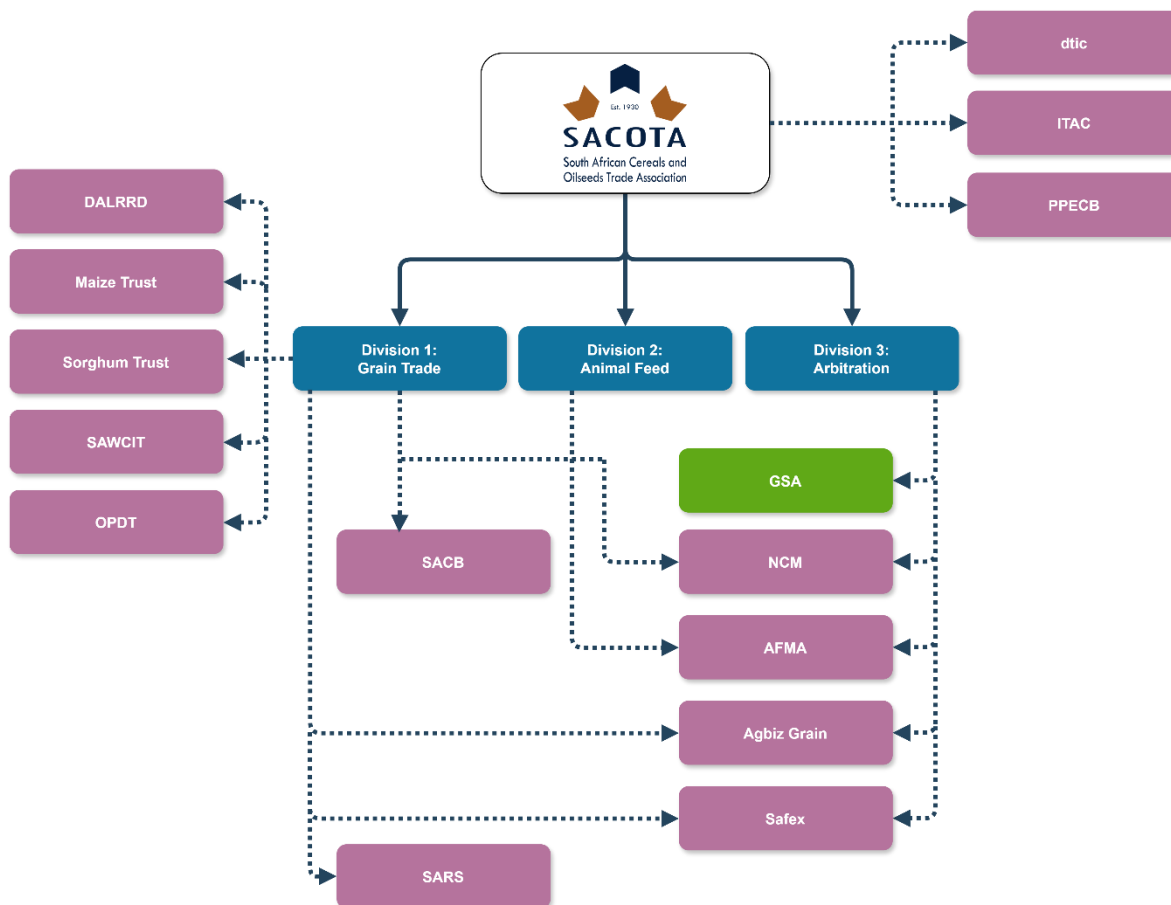 dtic
Est. 1930
SACOTA
South African Cereals and
Oilseeds Trade Association
ITAC
PPECB
DALRRD
Maize Trust
Sorghum Trust
SAWCIT
OPDT
Division 1:
Grain Trade
Division 2:
Animal Feed
Division 3:
Arbitration
GSA
SACB
NCM
AFMA
Agbiz Grain
Safex
SARS